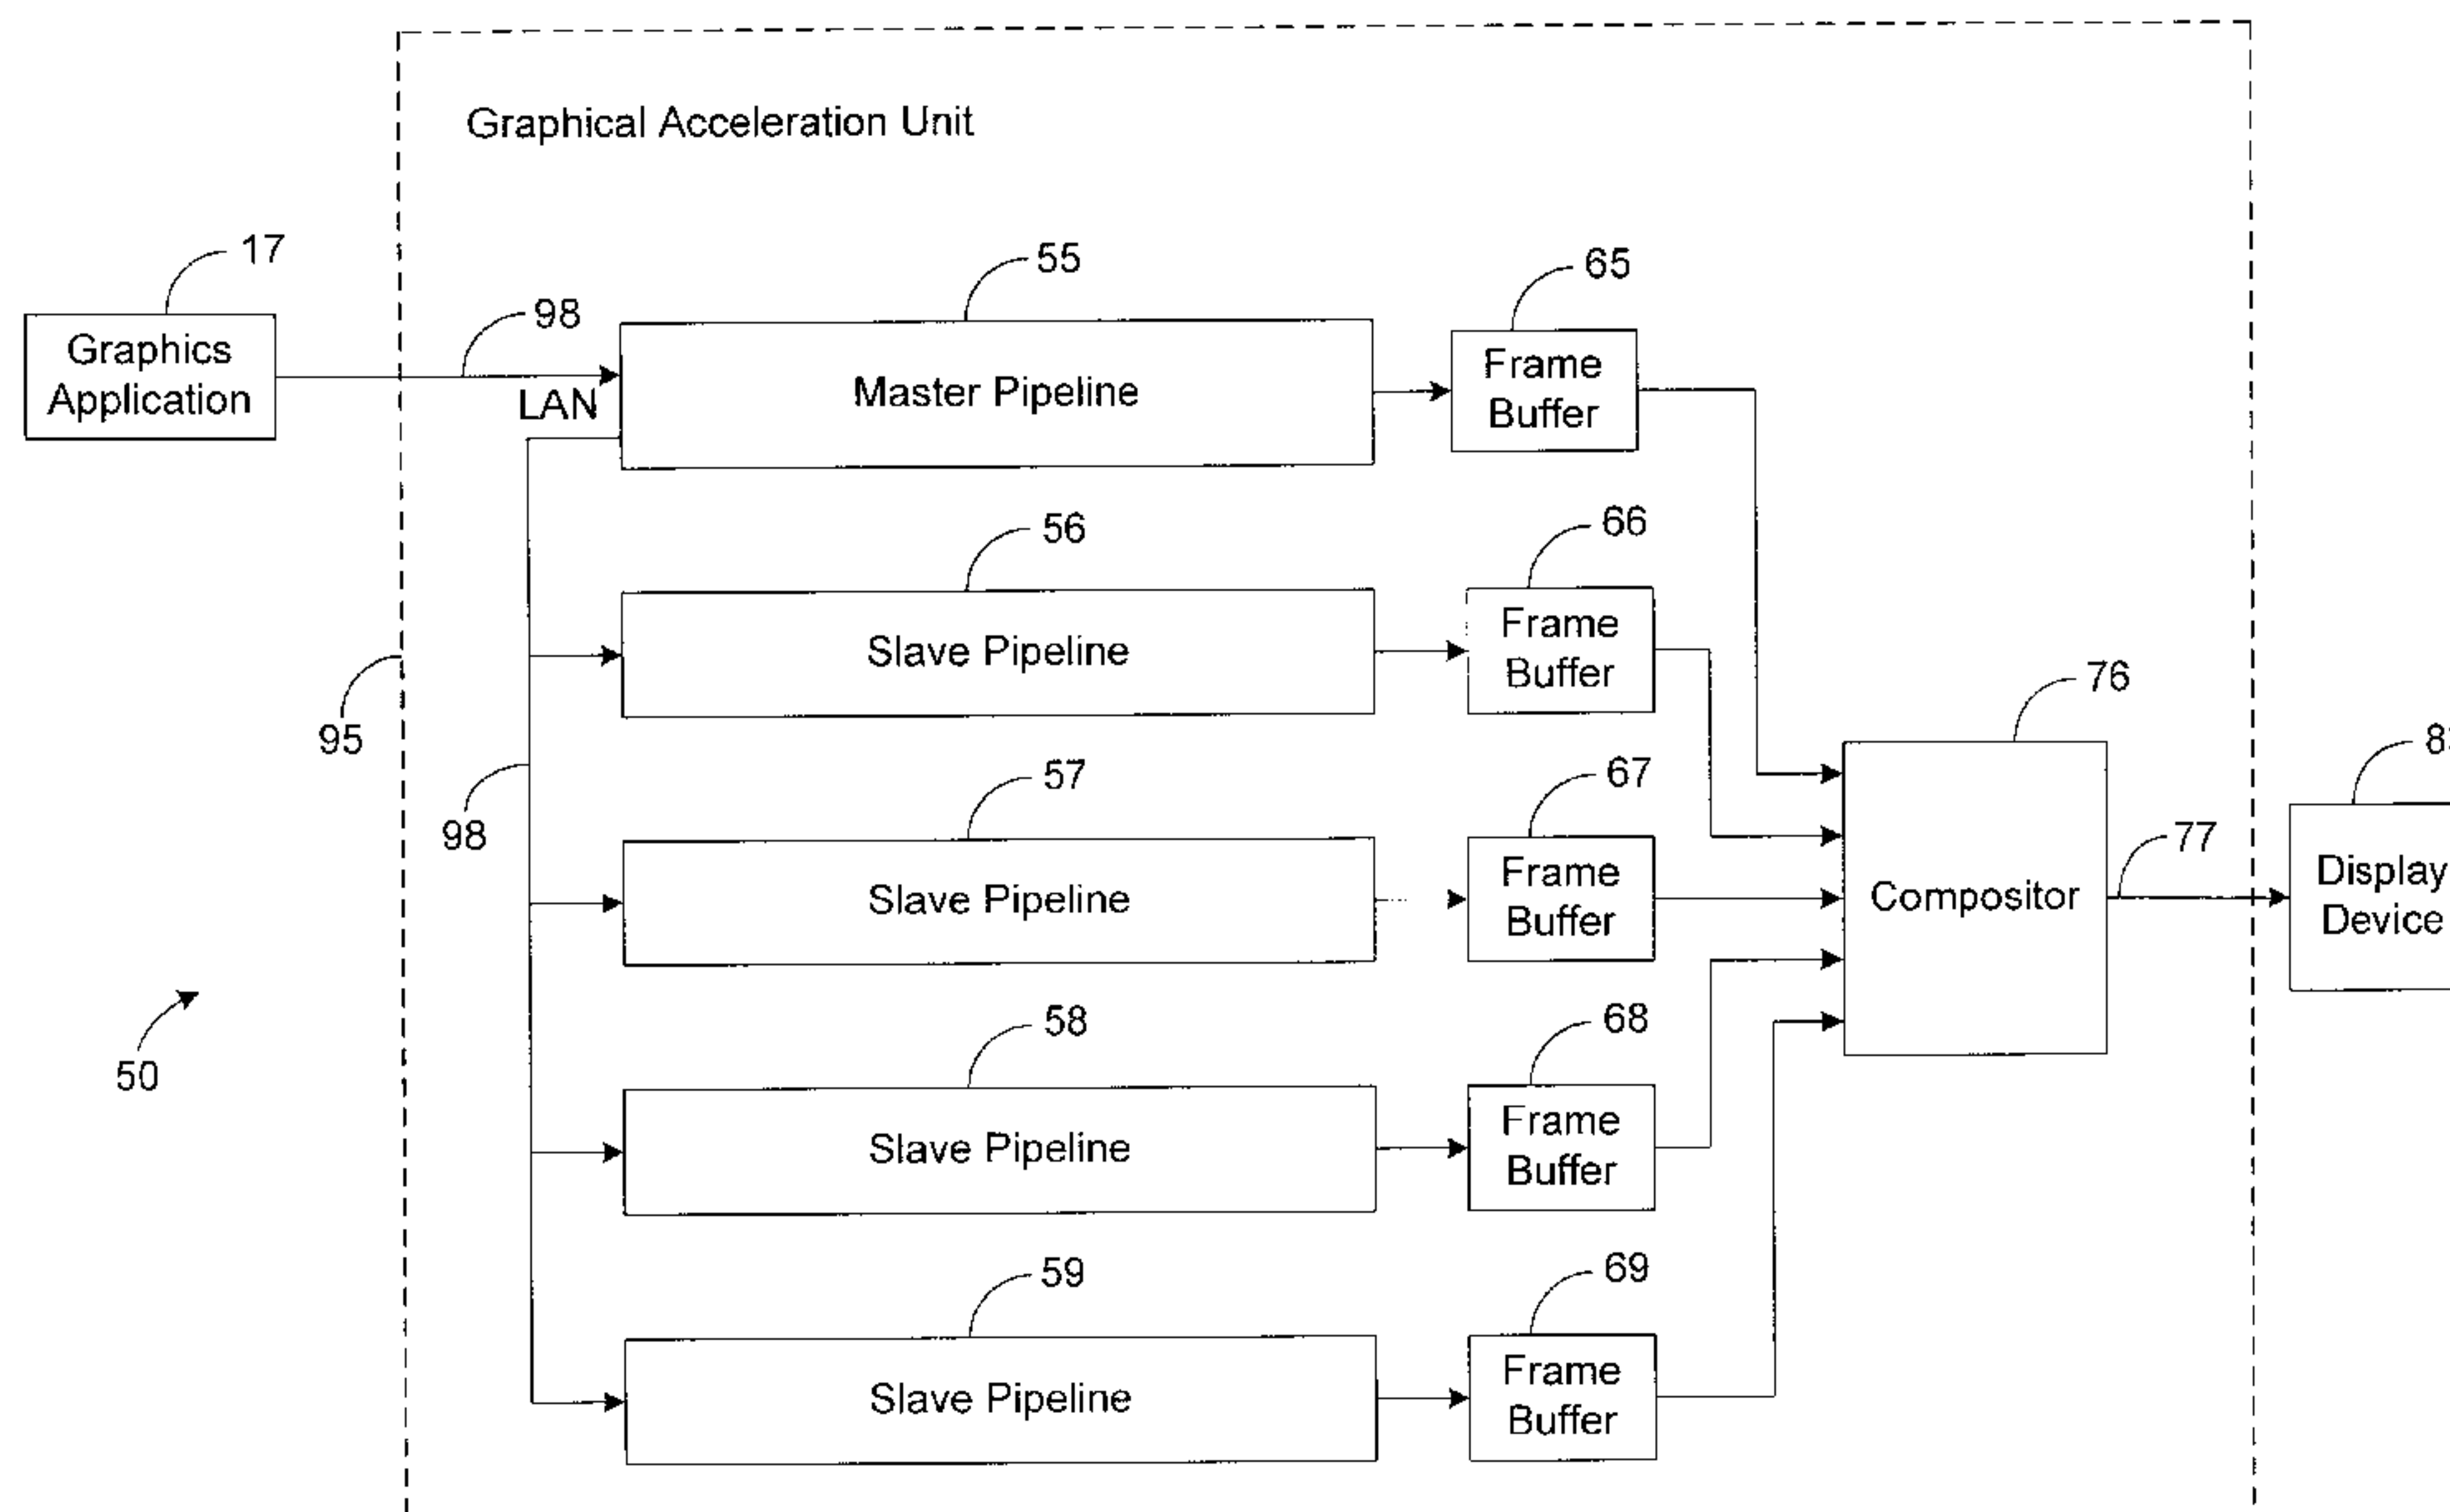 Graphical Acceleration Unit
17
98
55
65
Graphics
Application
LAN
Master Pipeline
Frame
Buffer
56
66
Slave Pipeline
Frame
Buffer
95
98
57
67
76
Slave Pipeline
Frame
Buffer
Compositor
77
Display
Device
50
58
68
Slave Pipeline
Frame
Buffer
59
69
Slave Pipeline
Frame
Buffer